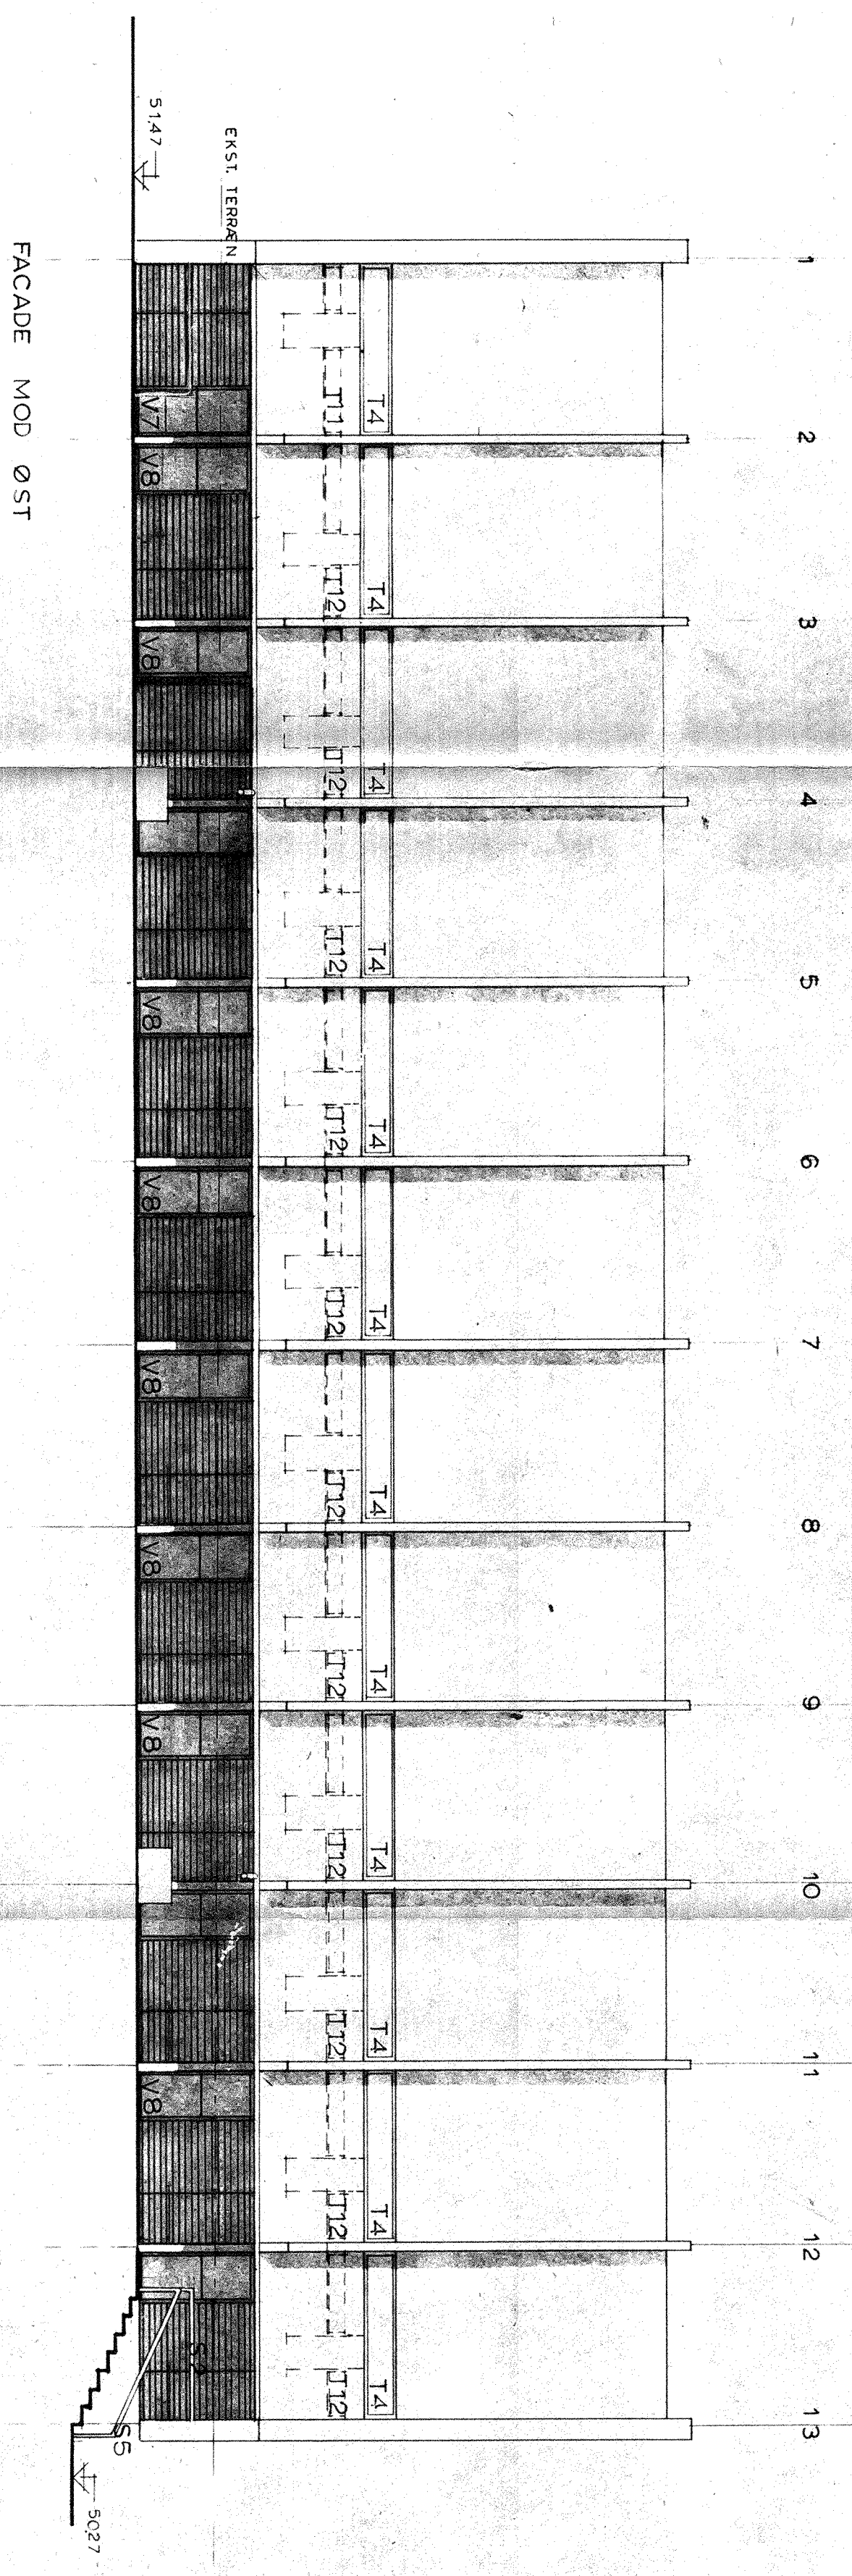 1 2 3 4 5 6 7 8 9 10 11 12 13
T4 T4 T4 T4 T4 T4 T4 T4 T4 T4 T4 T4
T11 T12 T12 T12 T12 T12 T12 T12 T12 T12 T12 T12
EKST. TERRÆN
S2
51.47
V7 V8 V8 V8 V8 V8 V8 V8 V8
S5
50.27
FACADE MOD ØST